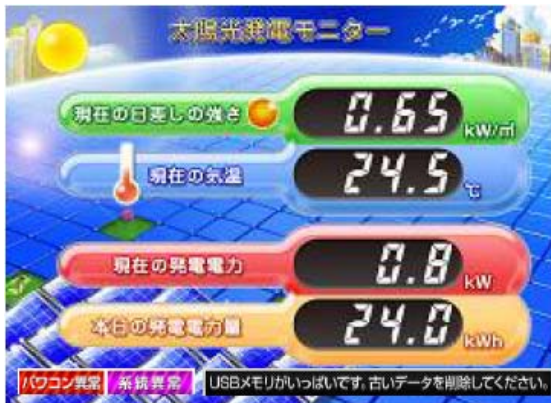 太陽光発電モニター
現在の日差しの強さ
0.65 kW/㎡
現在の気温
24.5 ℃
現在の発電電力
0.8 kW
本日の発電電力量
24.0 kWh
パワコン異常 系統異常 USBメモリがいっぱいです。古いデータを削除してください。